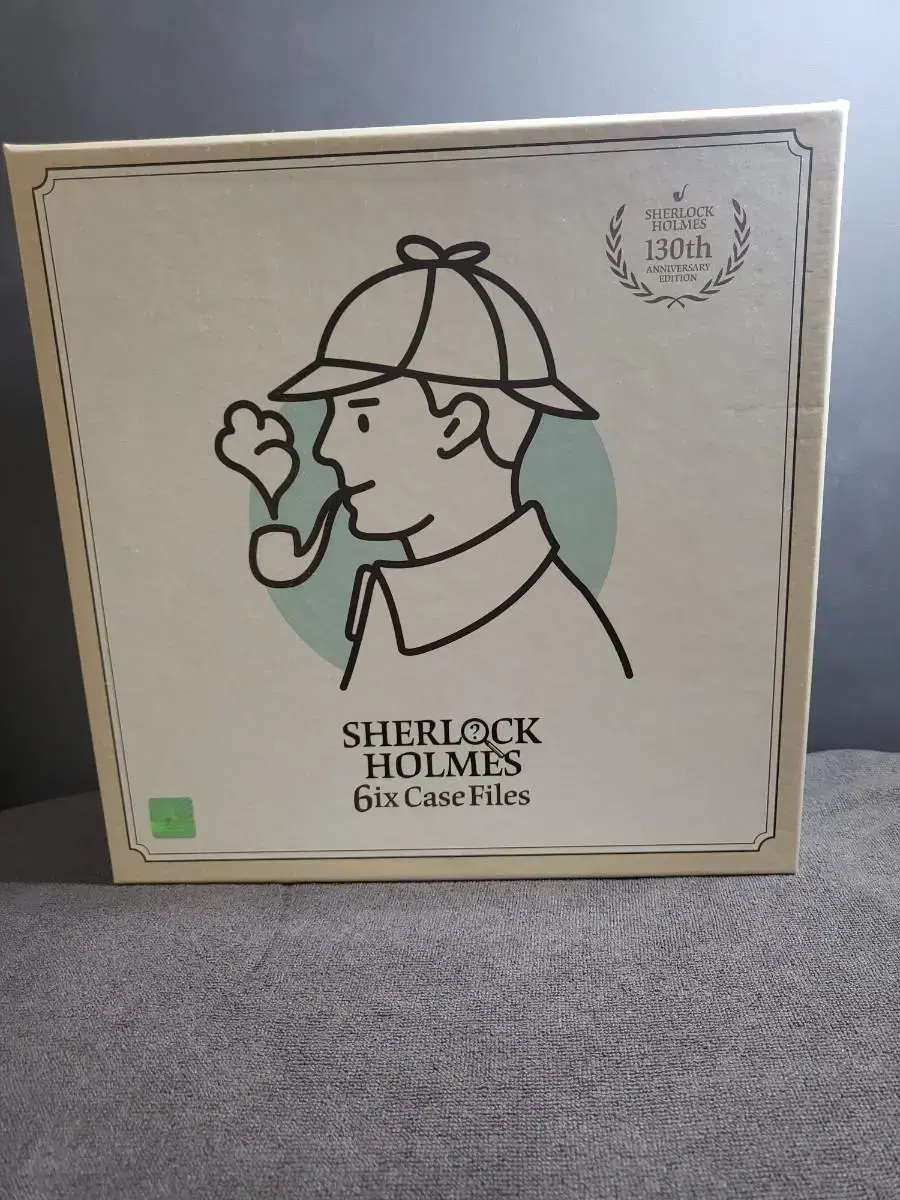 SHERLOCK
HOLMES
130th
ANNIVERSARY
EDITION
SHERLOCK
HOLMES
6ix Case Files